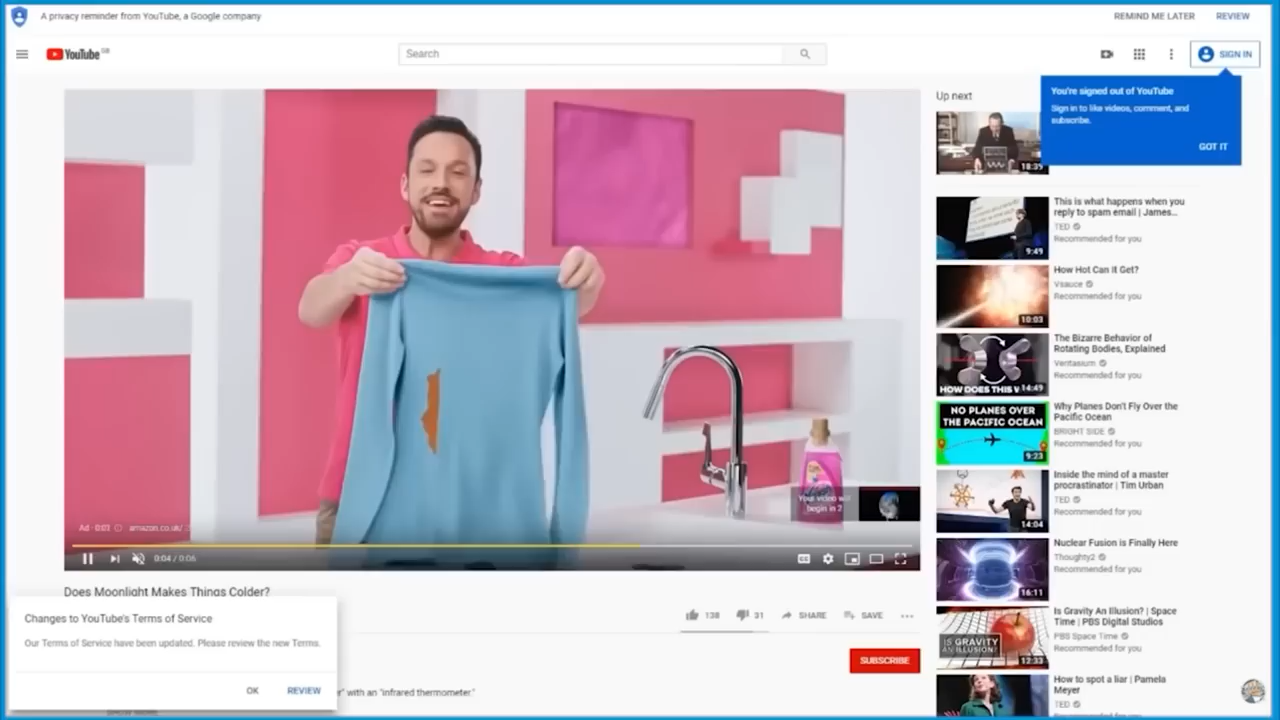 A privacy reminder from YouTube, a Google company
REMIND ME LATER
REVIEW
YouTube GB
Search
SIGN IN
You're signed out of YouTube
Sign in to like videos, comment, and
subscribe.
GOT IT
Up next
18:39
This is what happens when you
reply to spam email | James...
TED
Recommended for you
9:49
How Hot Can It Get?
Vsauce
Recommended for you
10:03
The Bizarre Behavior of
Rotating Bodies, Explained
Veritasium
Recommended for you
HOW DOES THIS W
14:49
Why Planes Don't Fly Over the
Pacific Ocean
BRIGHT SIDE
Recommended for you
NO PLANES OVER
THE PACIFIC OCEAN
9:23
Inside the mind of a master
procrastinator | Tim Urban
TED
Recommended for you
14:04
Nuclear Fusion is Finally Here
Thoughty2
Recommended for you
16:11
Is Gravity An Illusion? | Space
Time | PBS Digital Studios
PBS Space Time
Recommended for you
IS GRAVITY
AN ILLUSION?
12:33
How to spot a liar | Pamela
Meyer
TED
Your video will
begin in 2
Ad · 0:01
amazon.co.uk/
0:04 / 0:06
Does Moonlight Makes Things Colder?
138
31
SHARE
SAVE
SUBSCRIBE
Changes to YouTube's Terms of Service
Our Terms of Service have been updated. Please review the new Terms.
OK
REVIEW
with an "infrared thermometer."